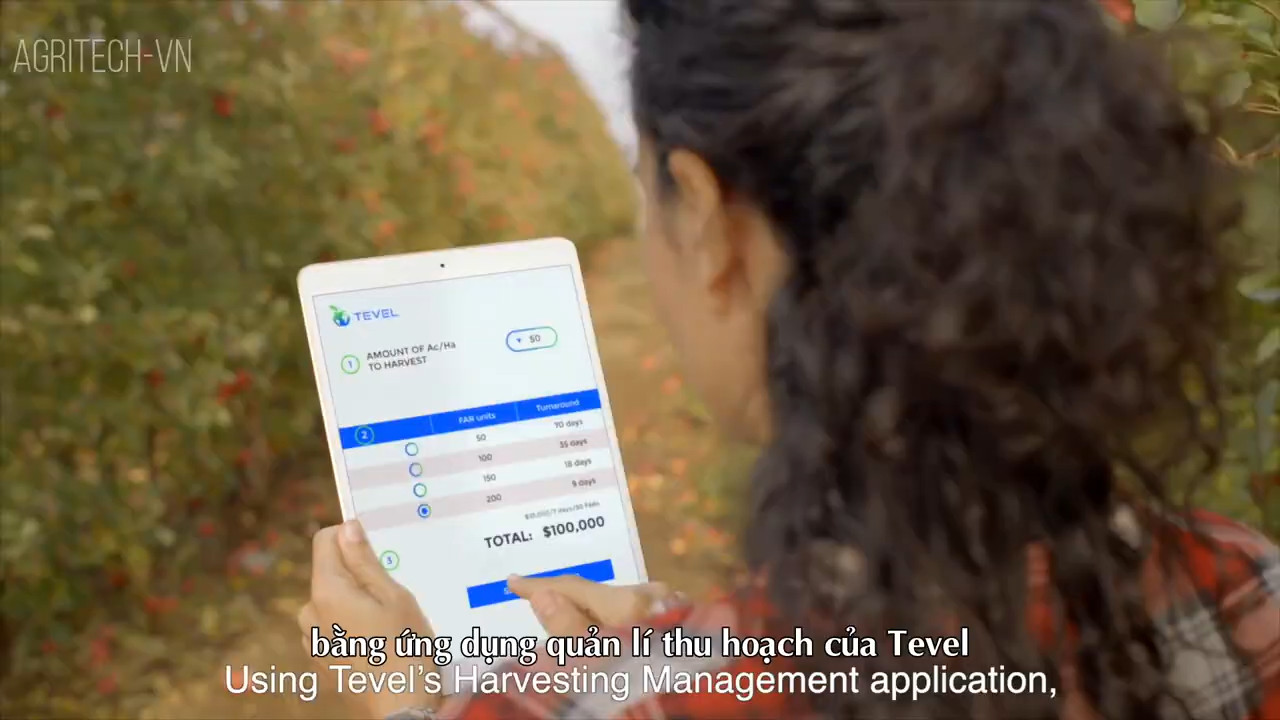 AGRITECH-VN
TEVEL
1 AMOUNT OF Ac/Ha
TO HARVEST
50
2 FAR units Turnaround
50 70 days
100 35 days
150 18 days
200 9 days
TOTAL: $100,000
3
bằng ứng dụng quản lí thu hoạch của Tevel
Using Tevel's Harvesting Management application,